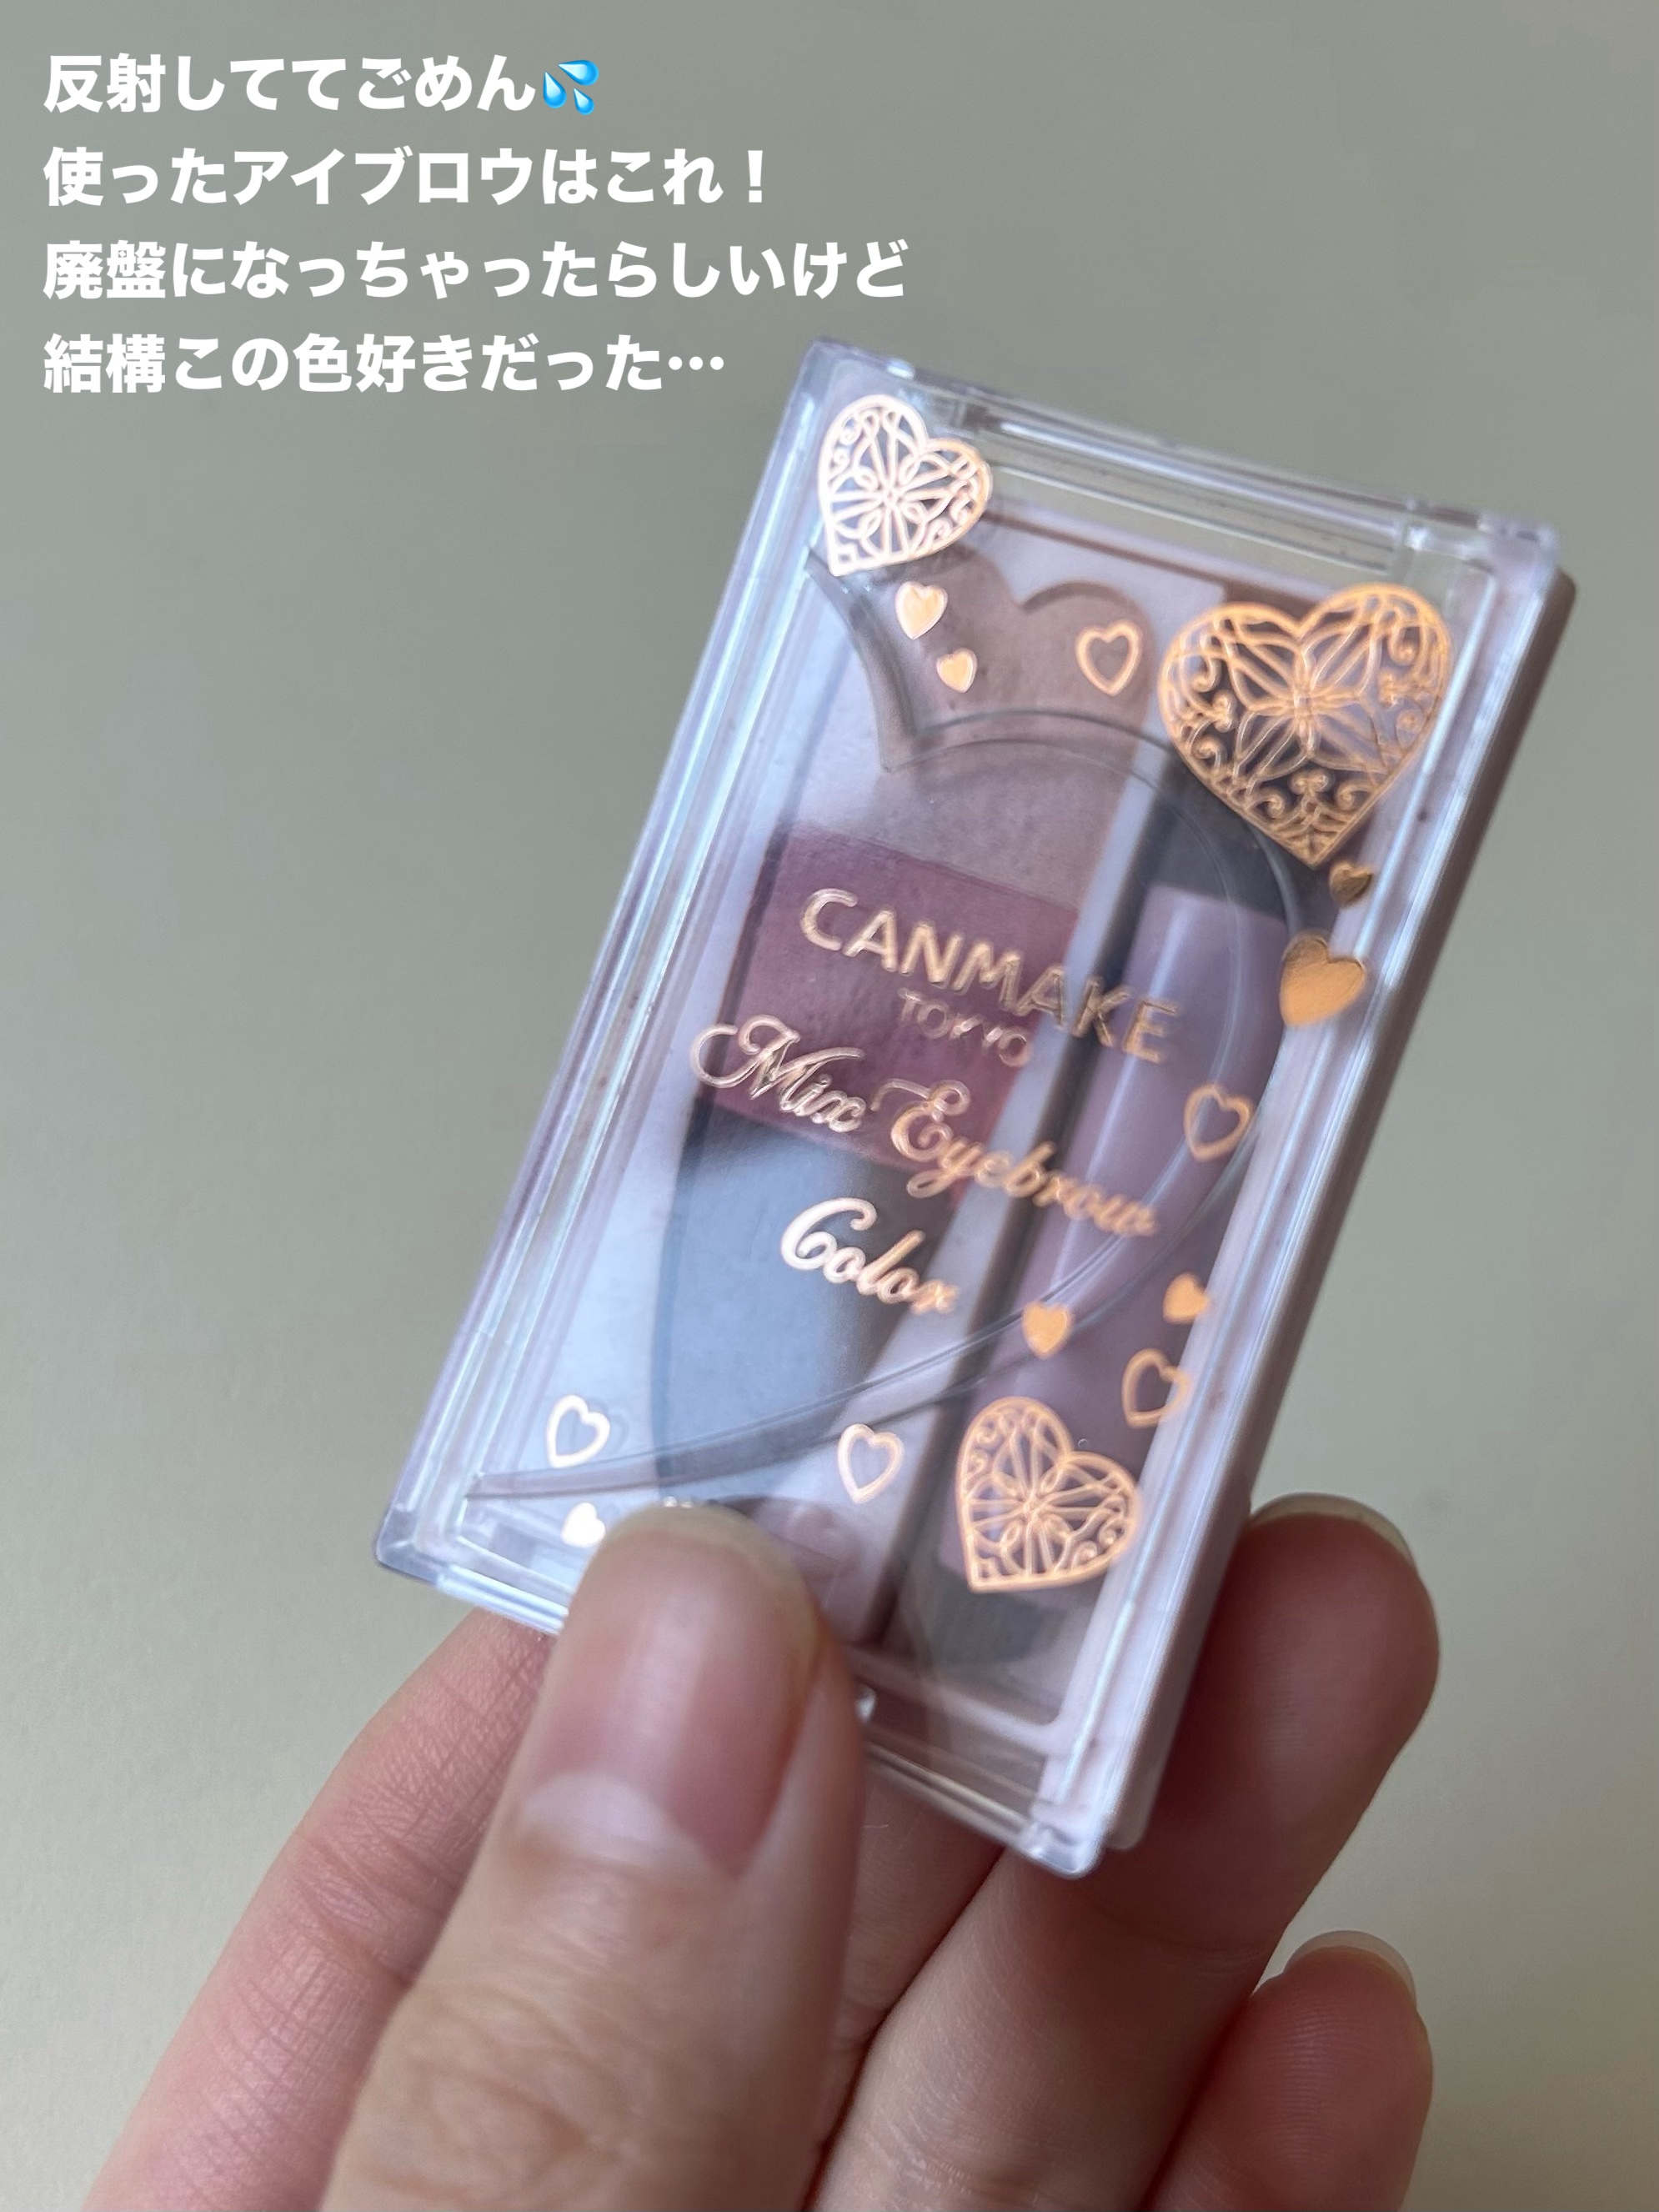 反射しててごめん💦
使ったアイブロウはこれ！
廃盤になっちゃったらしいけど
結構この色好きだった…
CANMAKE
TOKYO
Mix Eyebrow
Color